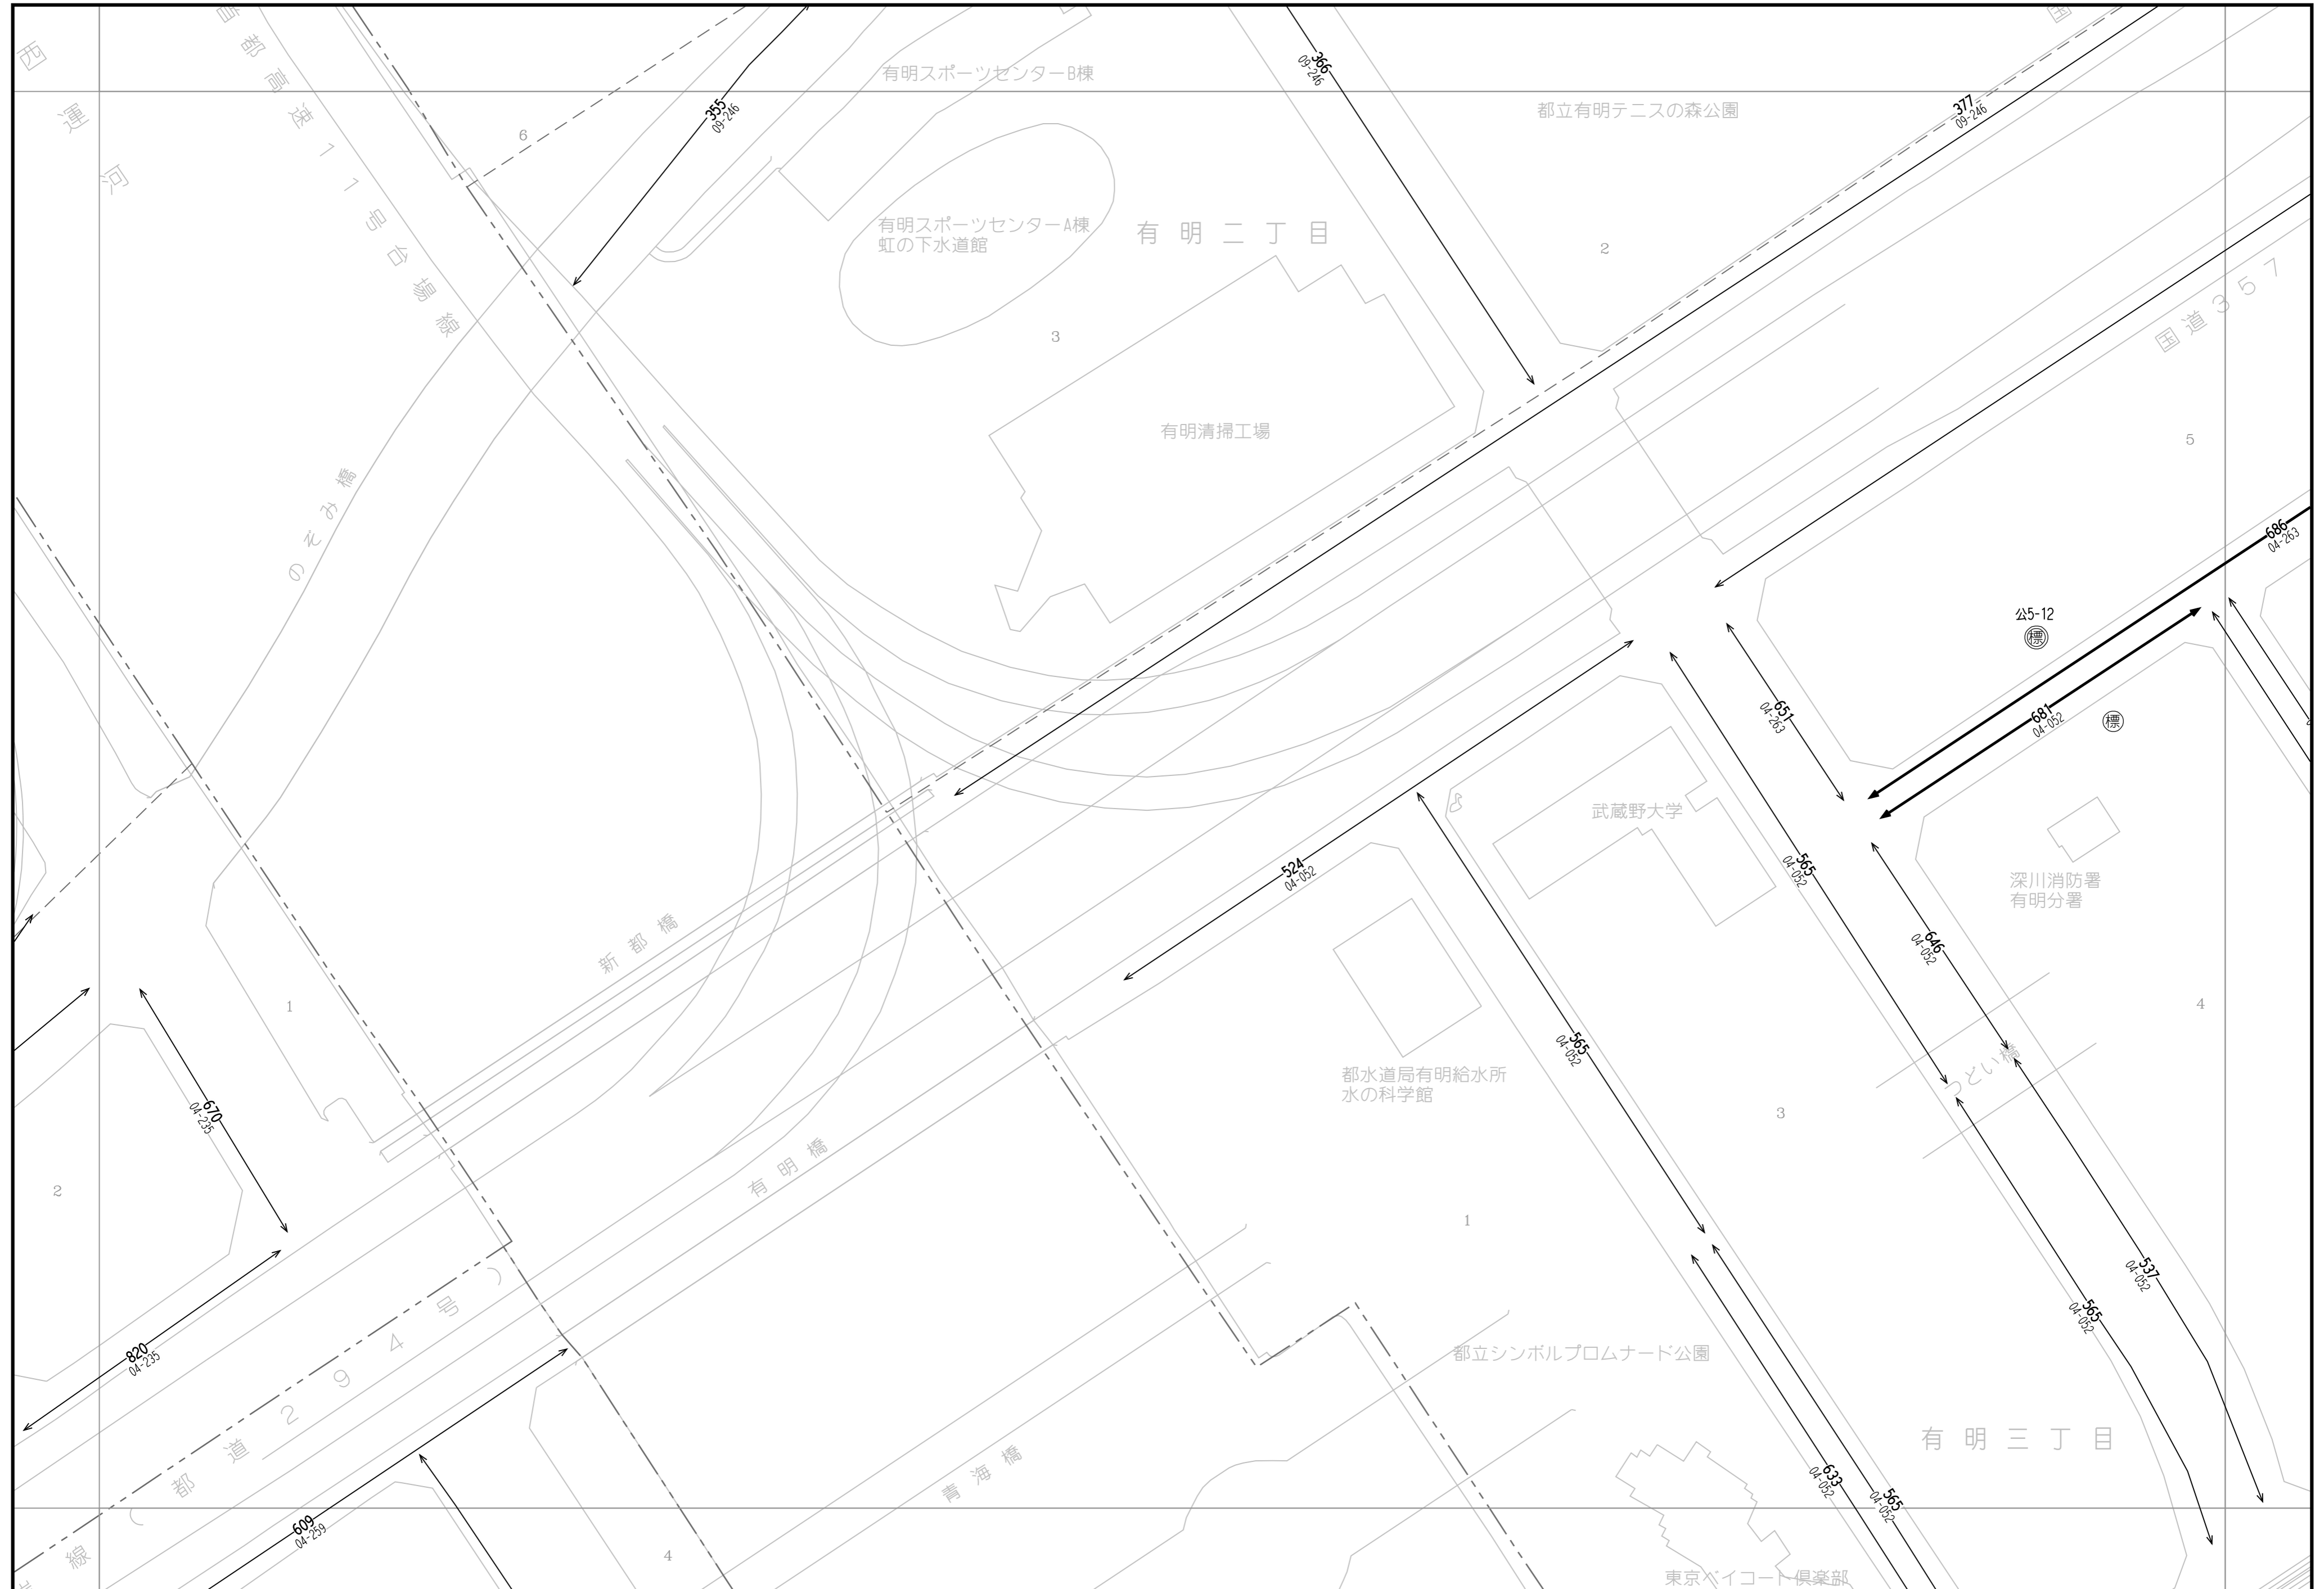 西運河
首都高速11号台場線
6
355
09-246
有明スポーツセンターB棟
366
09-246
都立有明テニスの森公園
377
09-246
国
有明スポーツセンターA棟
虹の下水道館
有明二丁目
2
国道357
3
有明清掃工場
5
のぞみ橋
686
04-263
公5-12
標
681
04-052
標
651
04-263
武蔵野大学
524
04-052
565
04-052
深川消防署
有明分署
新都橋
646
04-052
1
4
565
04-052
つどい橋
都水道局有明給水所
水の科学館
670
04-235
3
2
有明橋
1
537
04-052
565
04-052
820
04-235
線(都道294号)
都立シンボルプロムナード公園
有明三丁目
青海橋
633
04-052
565
04-052
609
04-259
4
東京ベイコート倶楽部